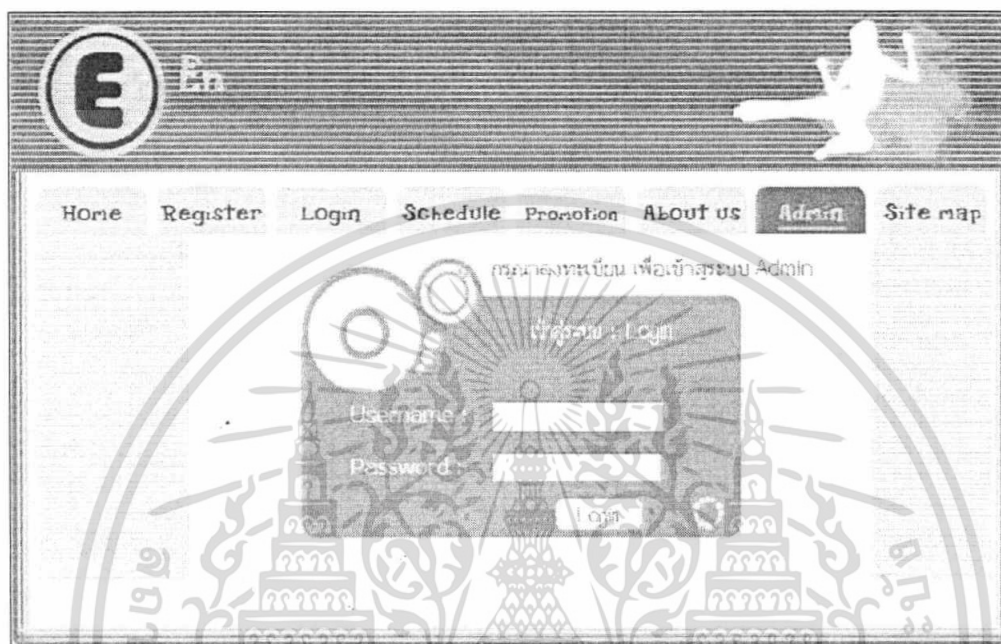 E
En
Home Register Login Schedule Promotion About us Admin Site map
กรุณาลงทะเบียน เพื่อเข้าสู่ระบบ Admin
เข้าสู่ระบบ : Login
Username :
Password :
Login